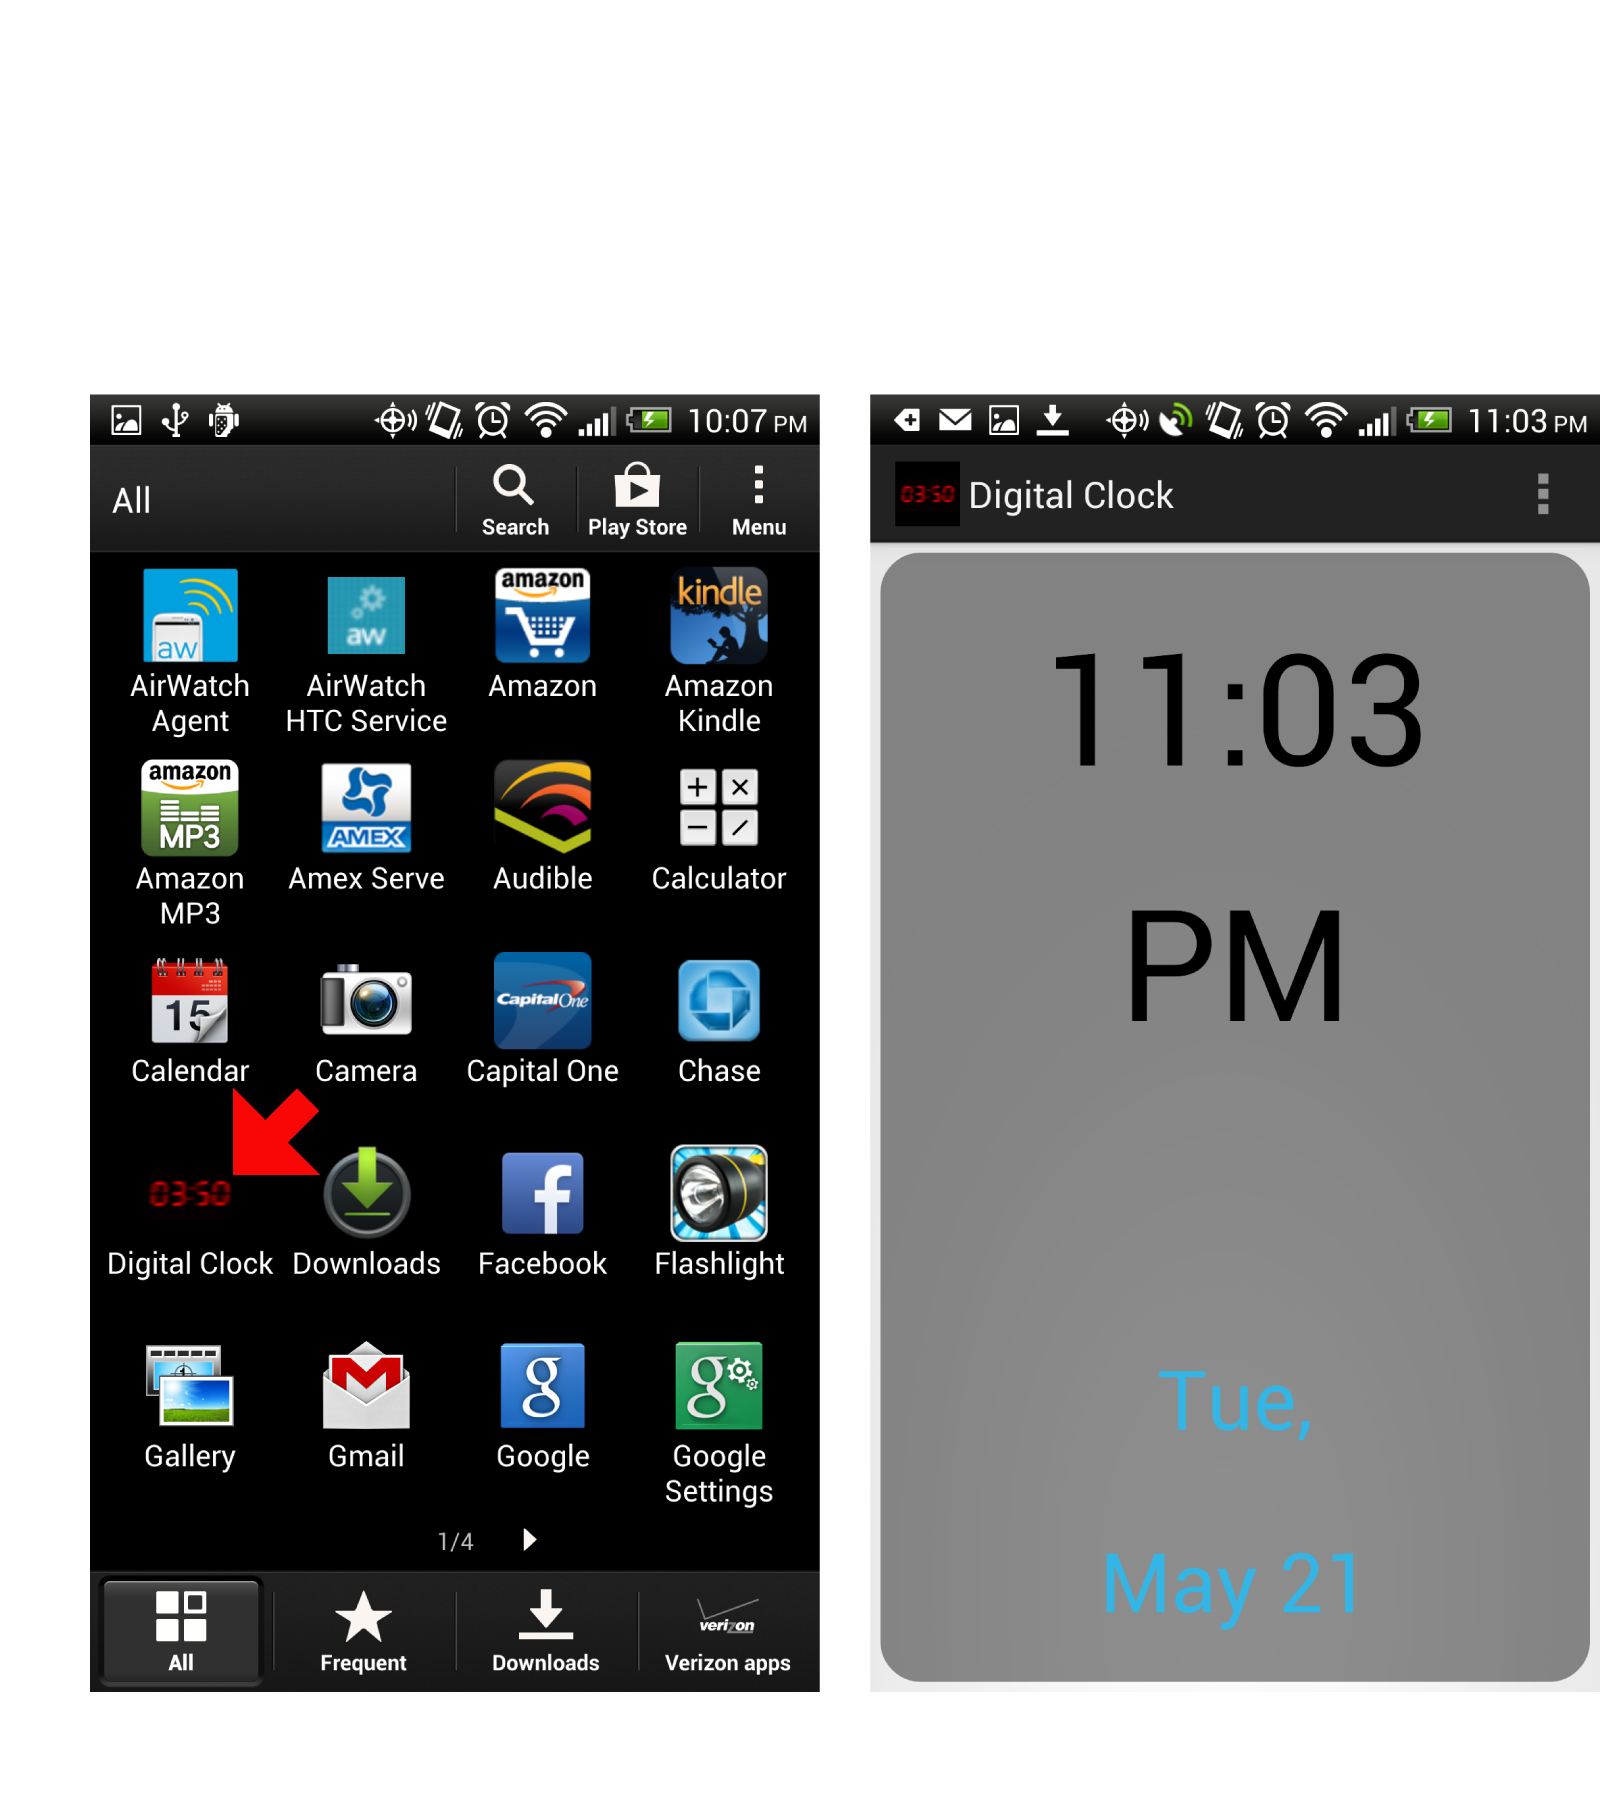 10:07 PM
All
Search
Play Store
Menu
aw
AirWatch
Agent
aw
AirWatch
HTC Service
amazon
Amazon
kindle
Amazon
Kindle
amazon
MP3
Amazon
MP3
AMEX
Amex Serve
Audible
Calculator
15
Calendar
Camera
CapitalOne
Capital One
Chase
03:50
Digital Clock
Downloads
f
Facebook
Flashlight
Gallery
M
Gmail
g
Google
g
Google
Settings
1/4
All
Frequent
Downloads
verizon
Verizon apps
11:03 PM
03:50
Digital Clock
11:03
PM
Tue,
May 21